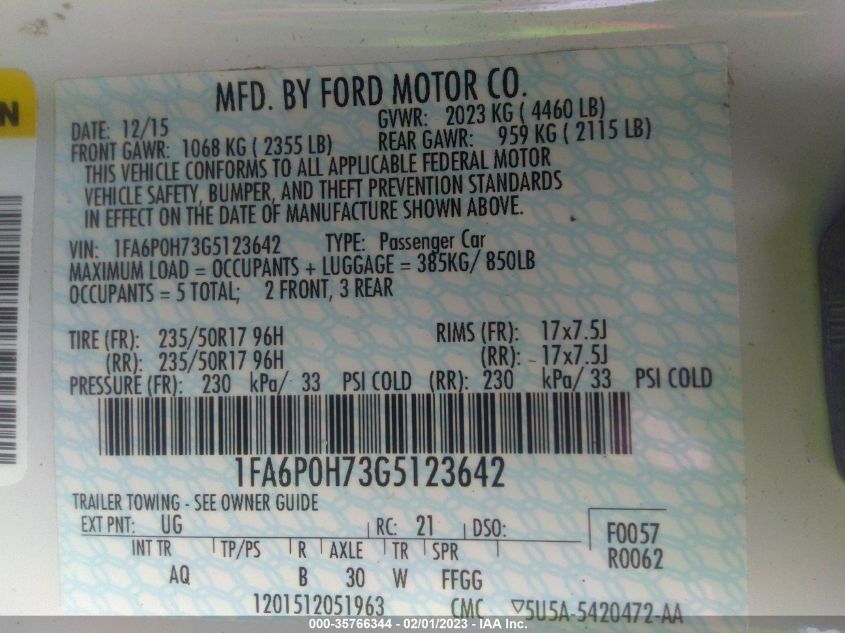 MFD. BY FORD MOTOR CO.
DATE: 12/15 GVWR: 2023 KG ( 4460 LB)
FRONT GAWR: 1068 KG ( 2355 LB) REAR GAWR: 959 KG ( 2115 LB)
THIS VEHICLE CONFORMS TO ALL APPLICABLE FEDERAL MOTOR
VEHICLE SAFETY, BUMPER, AND THEFT PREVENTION STANDARDS
IN EFFECT ON THE DATE OF MANUFACTURE SHOWN ABOVE.
VIN: 1FA6P0H73G5123642 TYPE: Passenger Car
MAXIMUM LOAD = OCCUPANTS + LUGGAGE = 385KG/ 850LB
OCCUPANTS = 5 TOTAL; 2 FRONT, 3 REAR
TIRE (FR): 235/50R17 96H RIMS (FR): 17x7.5J
(RR): 235/50R17 96H (RR): 17x7.5J
PRESSURE (FR): 230 kPa/ 33 PSI COLD (RR): 230 kPa/ 33 PSI COLD
1FA6P0H73G5123642
TRAILER TOWING - SEE OWNER GUIDE
EXT PNT: UG RC: 21 DSO: F0057
INT TR TP/PS R AXLE TR SPR R0062
AQ B 30 W FFGG
1201512051963 CMC ▽5U5A-5420472-AA
000-35766344 - 02/01/2023 - IAA Inc.